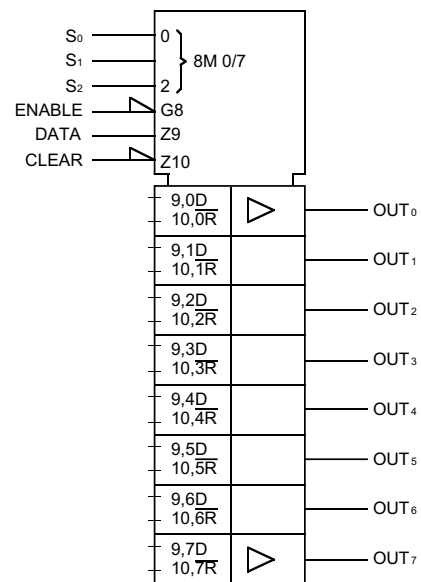 S₀ 0
S₁ 8M 0/7
S₂ 2
ENABLE G8
DATA Z9
CLEAR Z10
9,0D
10,0R OUT₀
9,1D
10,1R OUT₁
9,2D
10,2R OUT₂
9,3D
10,3R OUT₃
9,4D
10,4R OUT₄
9,5D
10,5R OUT₅
9,6D
10,6R OUT₆
9,7D
10,7R OUT₇